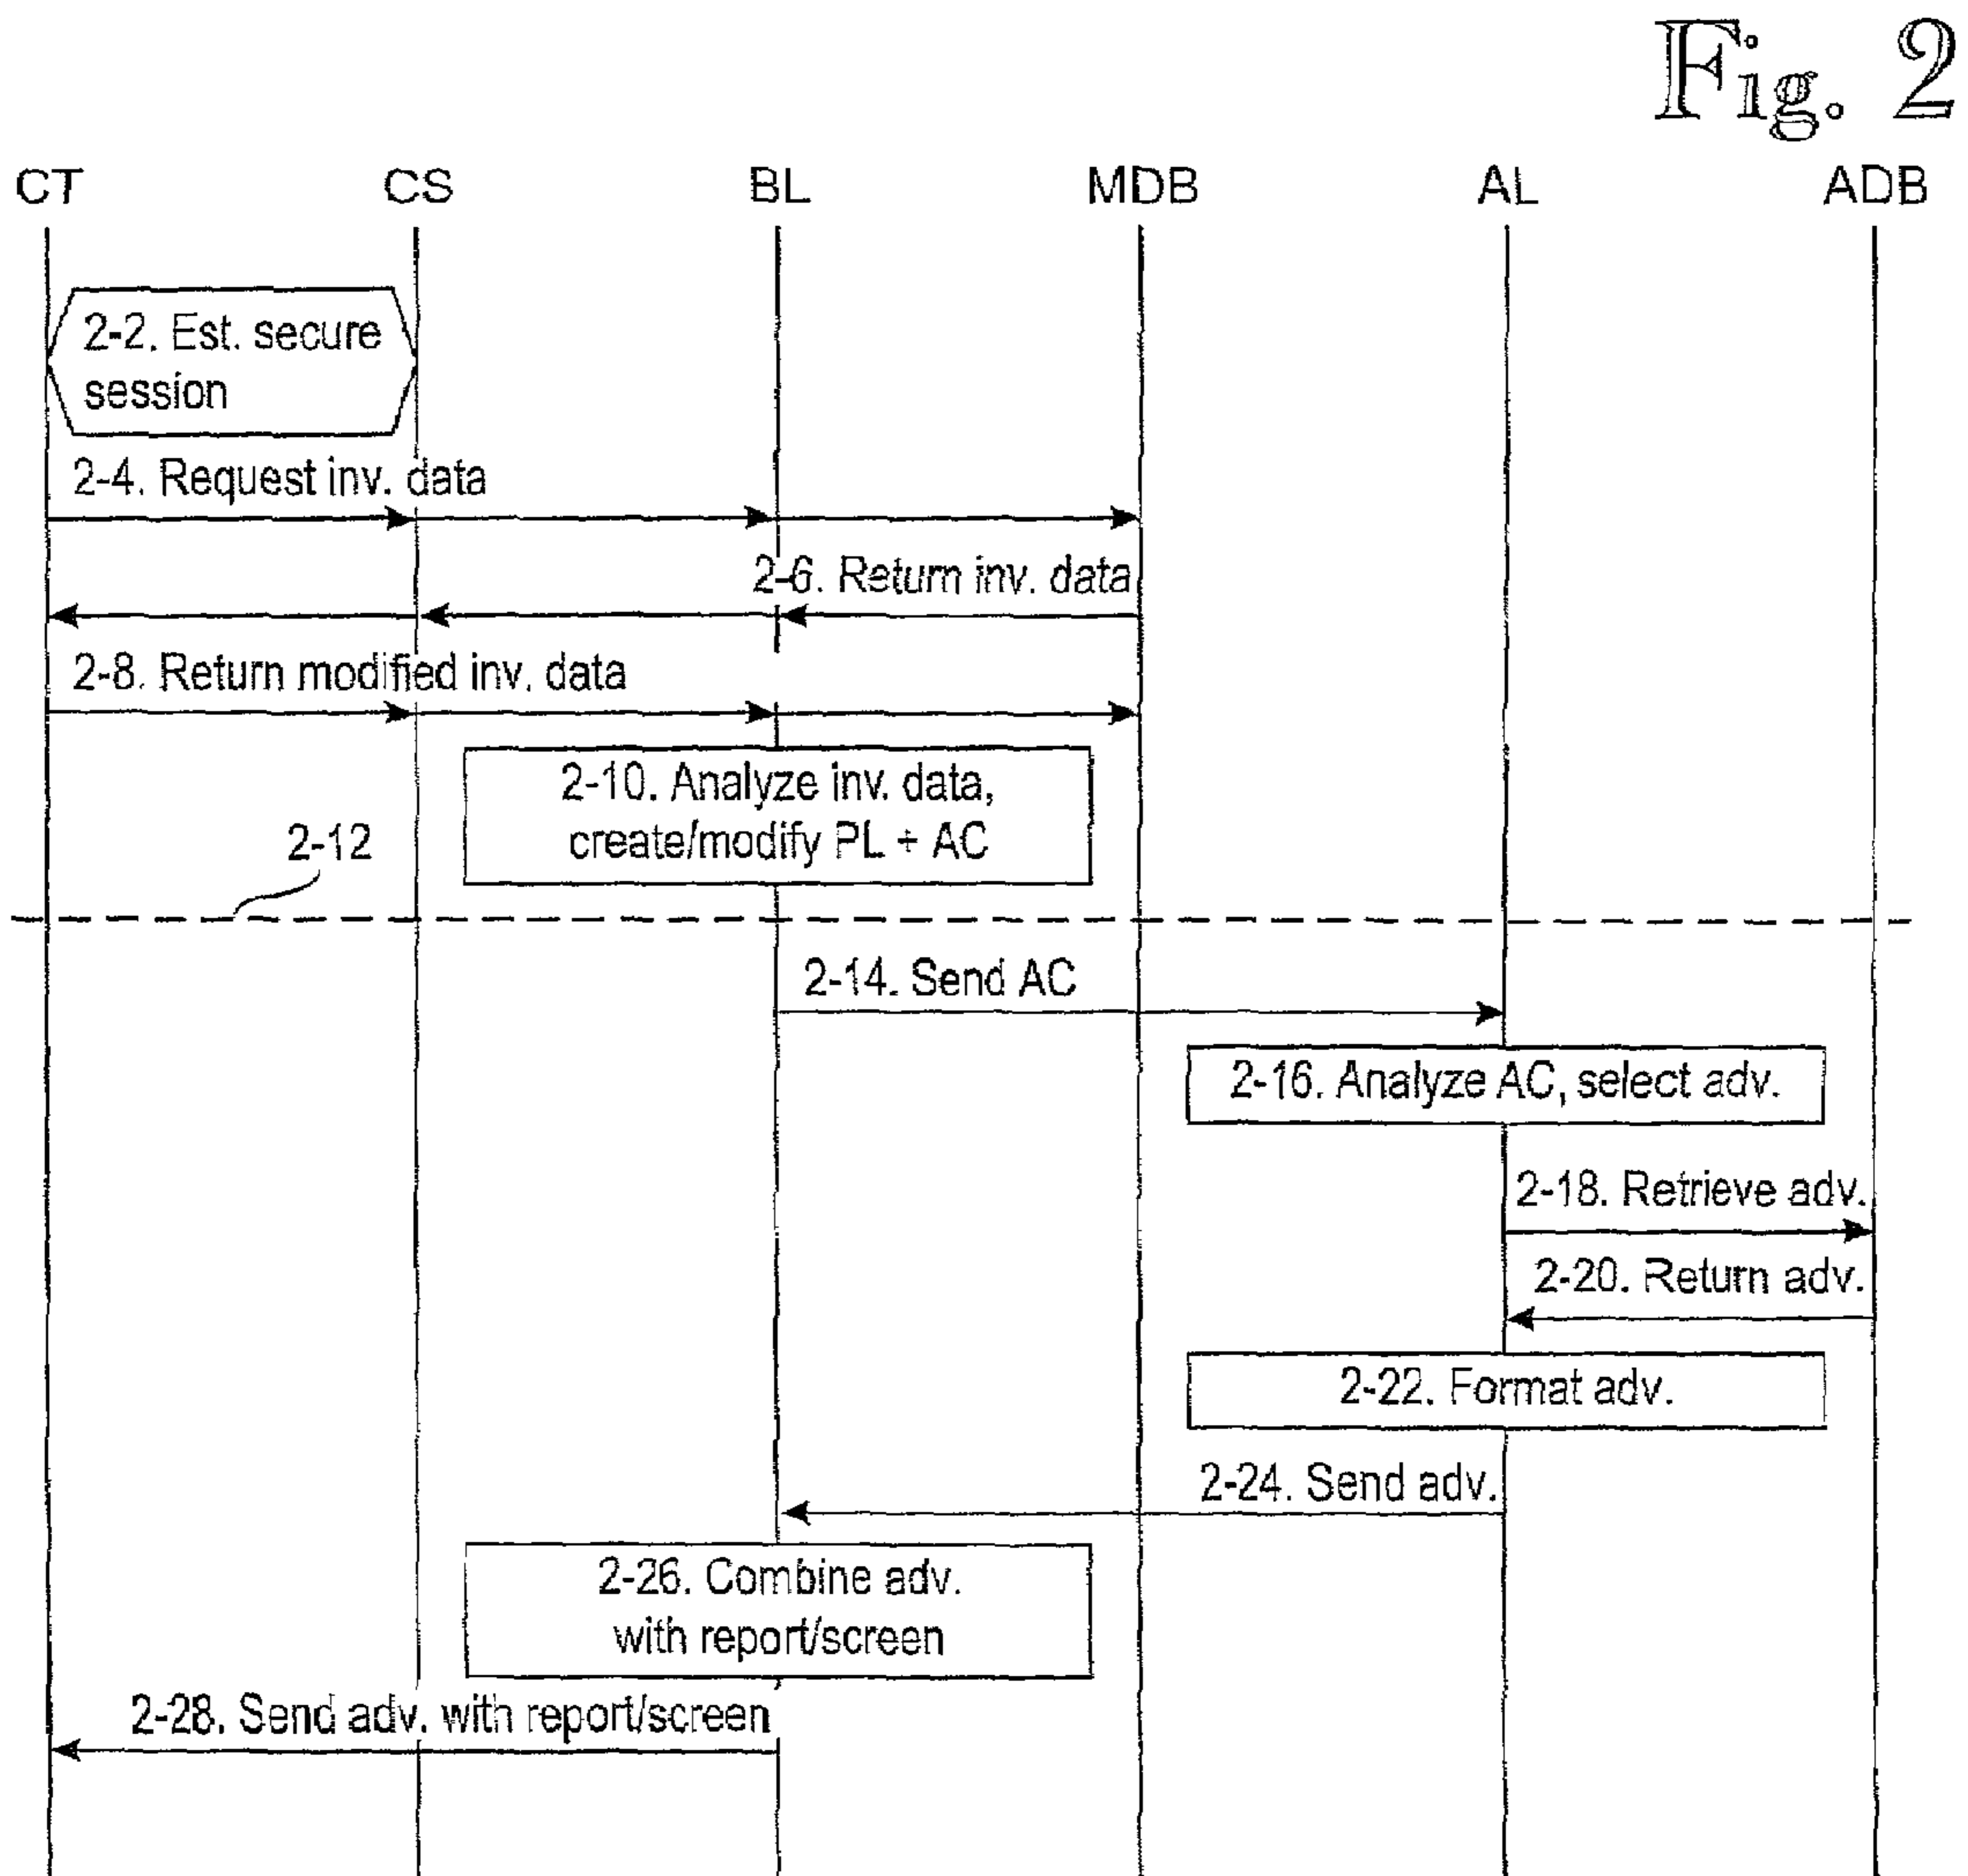 Fig. 2
CT CS BL MDB AL ADB
2-2. Est. secure
session
2-4. Request inv. data
2-6. Return inv. data
2-8. Return modified inv. data
2-10. Analyze inv. data,
create/modify PL + AC
2-12
2-14. Send AC
2-16. Analyze AC, select adv.
2-18. Retrieve adv.
2-20. Return adv.
2-22. Format adv.
2-24. Send adv.
2-26. Combine adv.
with report/screen
2-28. Send adv. with report/screen